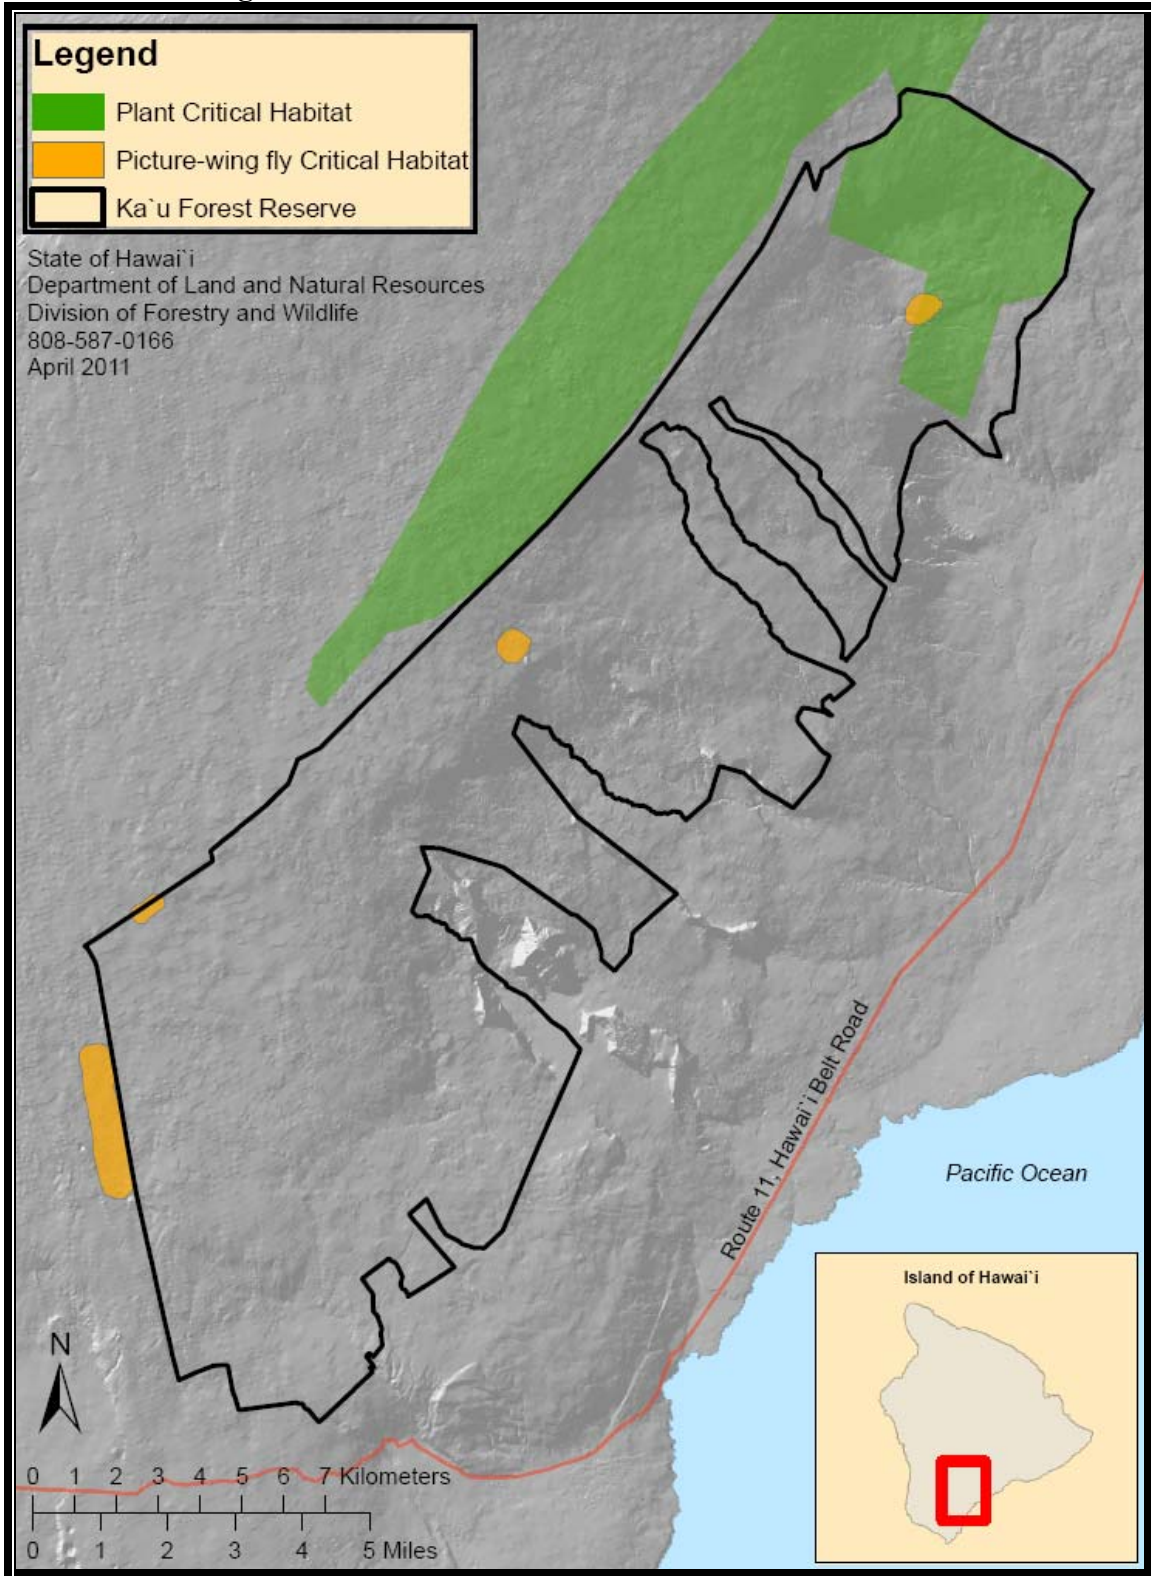 Legend
Plant Critical Habitat
Picture-wing fly Critical Habitat
Ka`u Forest Reserve
State of Hawai`i
Department of Land and Natural Resources
Division of Forestry and Wildlife
808-587-0166
April 2011
Route 11, Hawai`i Belt Road
Pacific Ocean
Island of Hawai`i
N
0 1 2 3 4 5 6 7 Kilometers
0 1 2 3 4 5 Miles